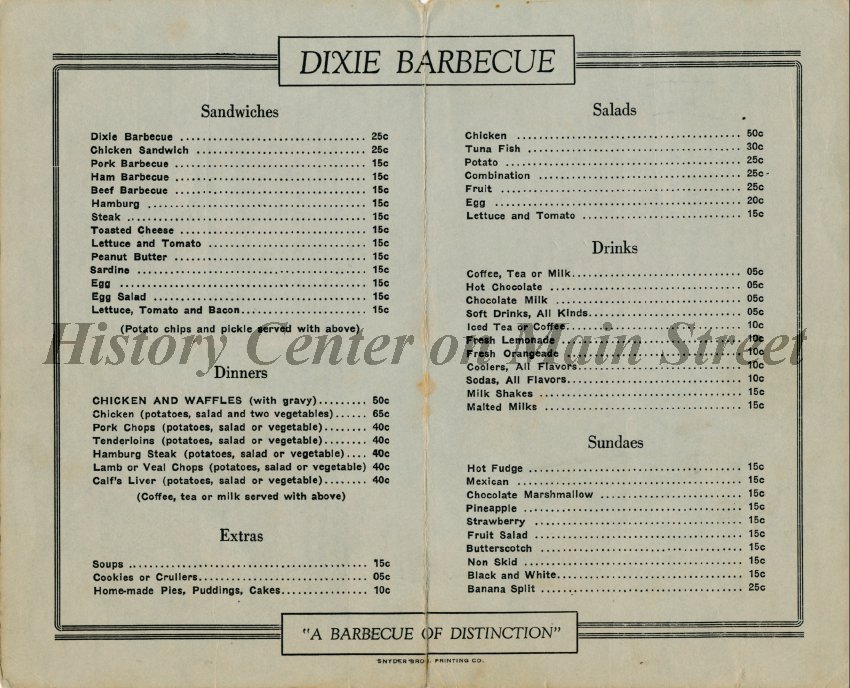 DIXIE BARBECUE
Sandwiches
Dixie Barbecue .......... 25c
Chicken Sandwich .......... 25c
Pork Barbecue .......... 15c
Ham Barbecue .......... 15c
Beef Barbecue .......... 15c
Hamburg .......... 15c
Steak .......... 15c
Toasted Cheese .......... 15c
Lettuce and Tomato .......... 15c
Peanut Butter .......... 15c
Sardine .......... 15c
Egg .......... 15c
Egg Salad .......... 15c
Lettuce, Tomato and Bacon .......... 15c
(Potato chips and pickle served with above)
Dinners
CHICKEN AND WAFFLES (with gravy) ......... 50c
Chicken (potatoes, salad and two vegetables) ...... 65c
Pork Chops (potatoes, salad or vegetable) ........ 40c
Tenderloins (potatoes, salad or vegetable) ........ 40c
Hamburg Steak (potatoes, salad or vegetable) .... 40c
Lamb or Veal Chops (potatoes, salad or vegetable) 40c
Calf's Liver (potatoes, salad or vegetable) ........ 40c
(Coffee, tea or milk served with above)
Extras
Soups .......... 15c
Cookies or Crullers .......... 05c
Home-made Pies, Puddings, Cakes .......... 10c
Salads
Chicken .......... 50c
Tuna Fish .......... 30c
Potato .......... 25c
Combination .......... 25c
Fruit .......... 25c
Egg .......... 20c
Lettuce and Tomato .......... 15c
Drinks
Coffee, Tea or Milk .......... 05c
Hot Chocolate .......... 05c
Chocolate Milk .......... 05c
Soft Drinks, All Kinds .......... 05c
Iced Tea or Coffee .......... 10c
Fresh Lemonade .......... 10c
Fresh Orangeade .......... 10c
Coolers, All Flavors .......... 10c
Sodas, All Flavors .......... 10c
Milk Shakes .......... 15c
Malted Milks .......... 15c
Sundaes
Hot Fudge .......... 15c
Mexican .......... 15c
Chocolate Marshmallow .......... 15c
Pineapple .......... 15c
Strawberry .......... 15c
Fruit Salad .......... 15c
Butterscotch .......... 15c
Non Skid .......... 15c
Black and White .......... 15c
Banana Split .......... 25c
"A BARBECUE OF DISTINCTION"
SNYDER BROS. PRINTING CO.
History Center on Main Street